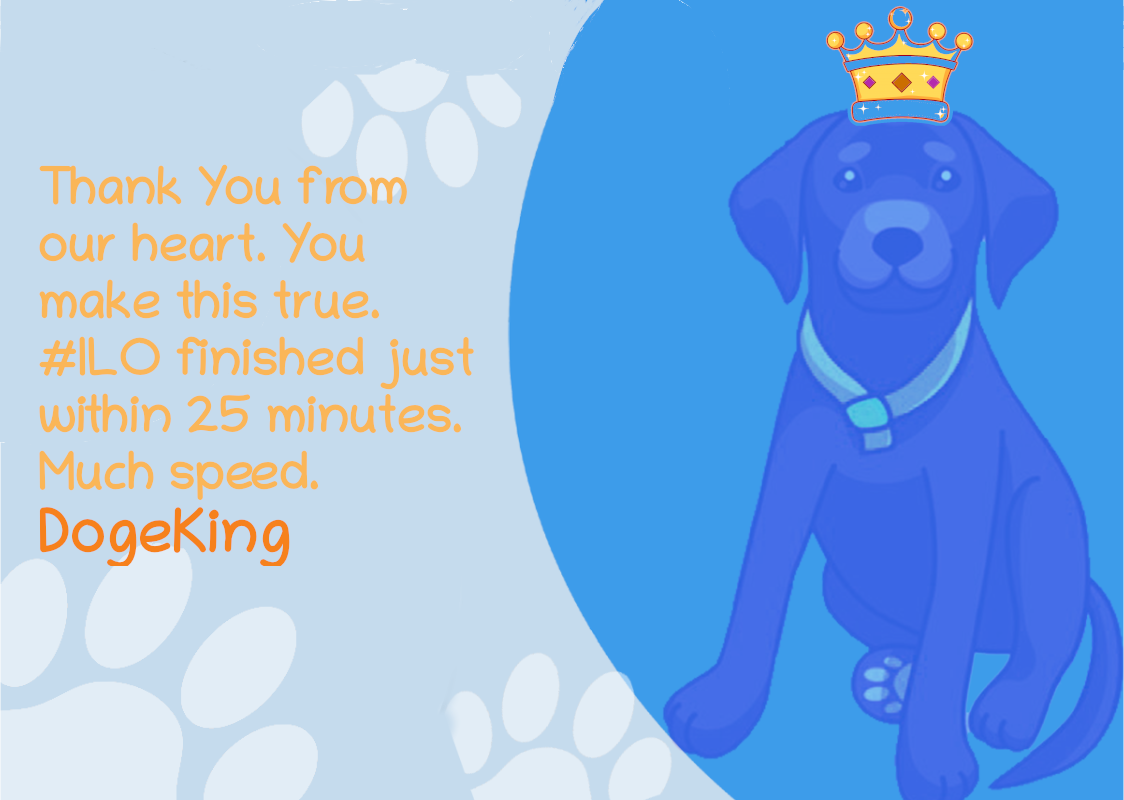 Thank You from
our heart. You
make this true.
#ILO finished just
within 25 minutes.
Much speed.
DogeKing